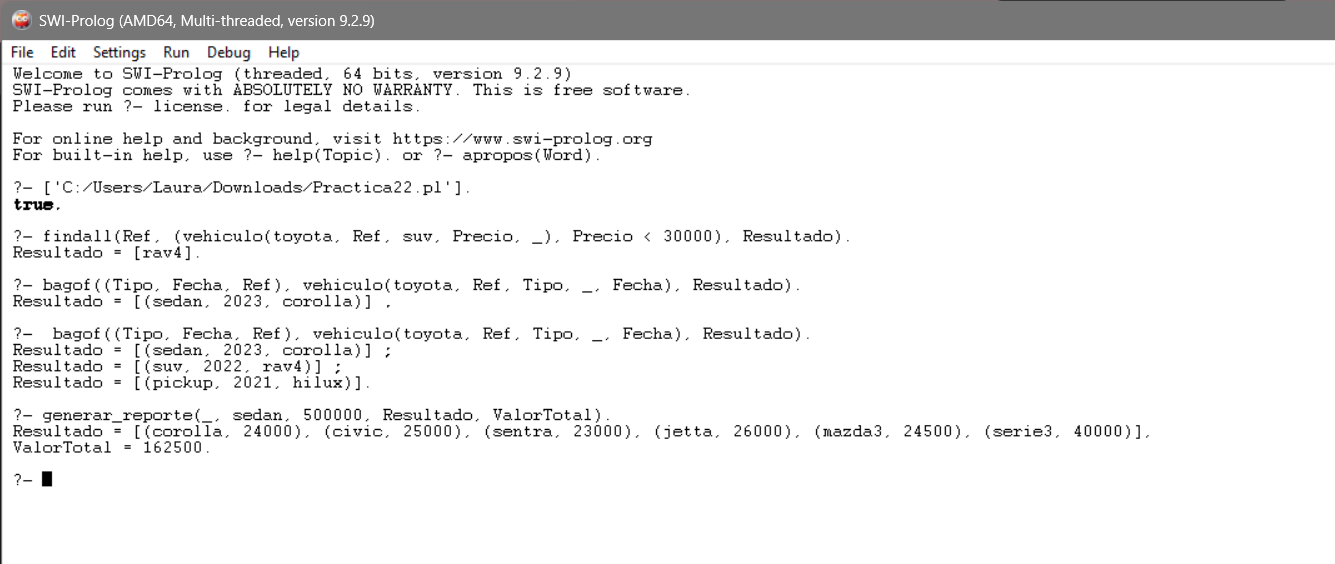 SWI-Prolog (AMD64, Multi-threaded, version 9.2.9)
File Edit Settings Run Debug Help
Welcome to SWI-Prolog (threaded, 64 bits, version 9.2.9)
SWI-Prolog comes with ABSOLUTELY NO WARRANTY. This is free software.
Please run ?- license. for legal details.
For online help and background, visit https://www.swi-prolog.org
For built-in help, use ?- help(Topic). or ?- apropos(Word).
?- ['C:/Users/Laura/Downloads/Practica22.pl'].
true.
?- findall(Ref, (vehiculo(toyota, Ref, suv, Precio, _), Precio < 30000), Resultado).
Resultado = [rav4].
?- bagof((Tipo, Fecha, Ref), vehiculo(toyota, Ref, Tipo, _, Fecha), Resultado).
Resultado = [(sedan, 2023, corolla)] .
?-  bagof((Tipo, Fecha, Ref), vehiculo(toyota, Ref, Tipo, _, Fecha), Resultado).
Resultado = [(sedan, 2023, corolla)] ;
Resultado = [(suv, 2022, rav4)] ;
Resultado = [(pickup, 2021, hilux)].
?- generar_reporte(_, sedan, 500000, Resultado, ValorTotal).
Resultado = [(corolla, 24000), (civic, 25000), (sentra, 23000), (jetta, 26000), (mazda3, 24500), (serie3, 40000)],
ValorTotal = 162500.
?-